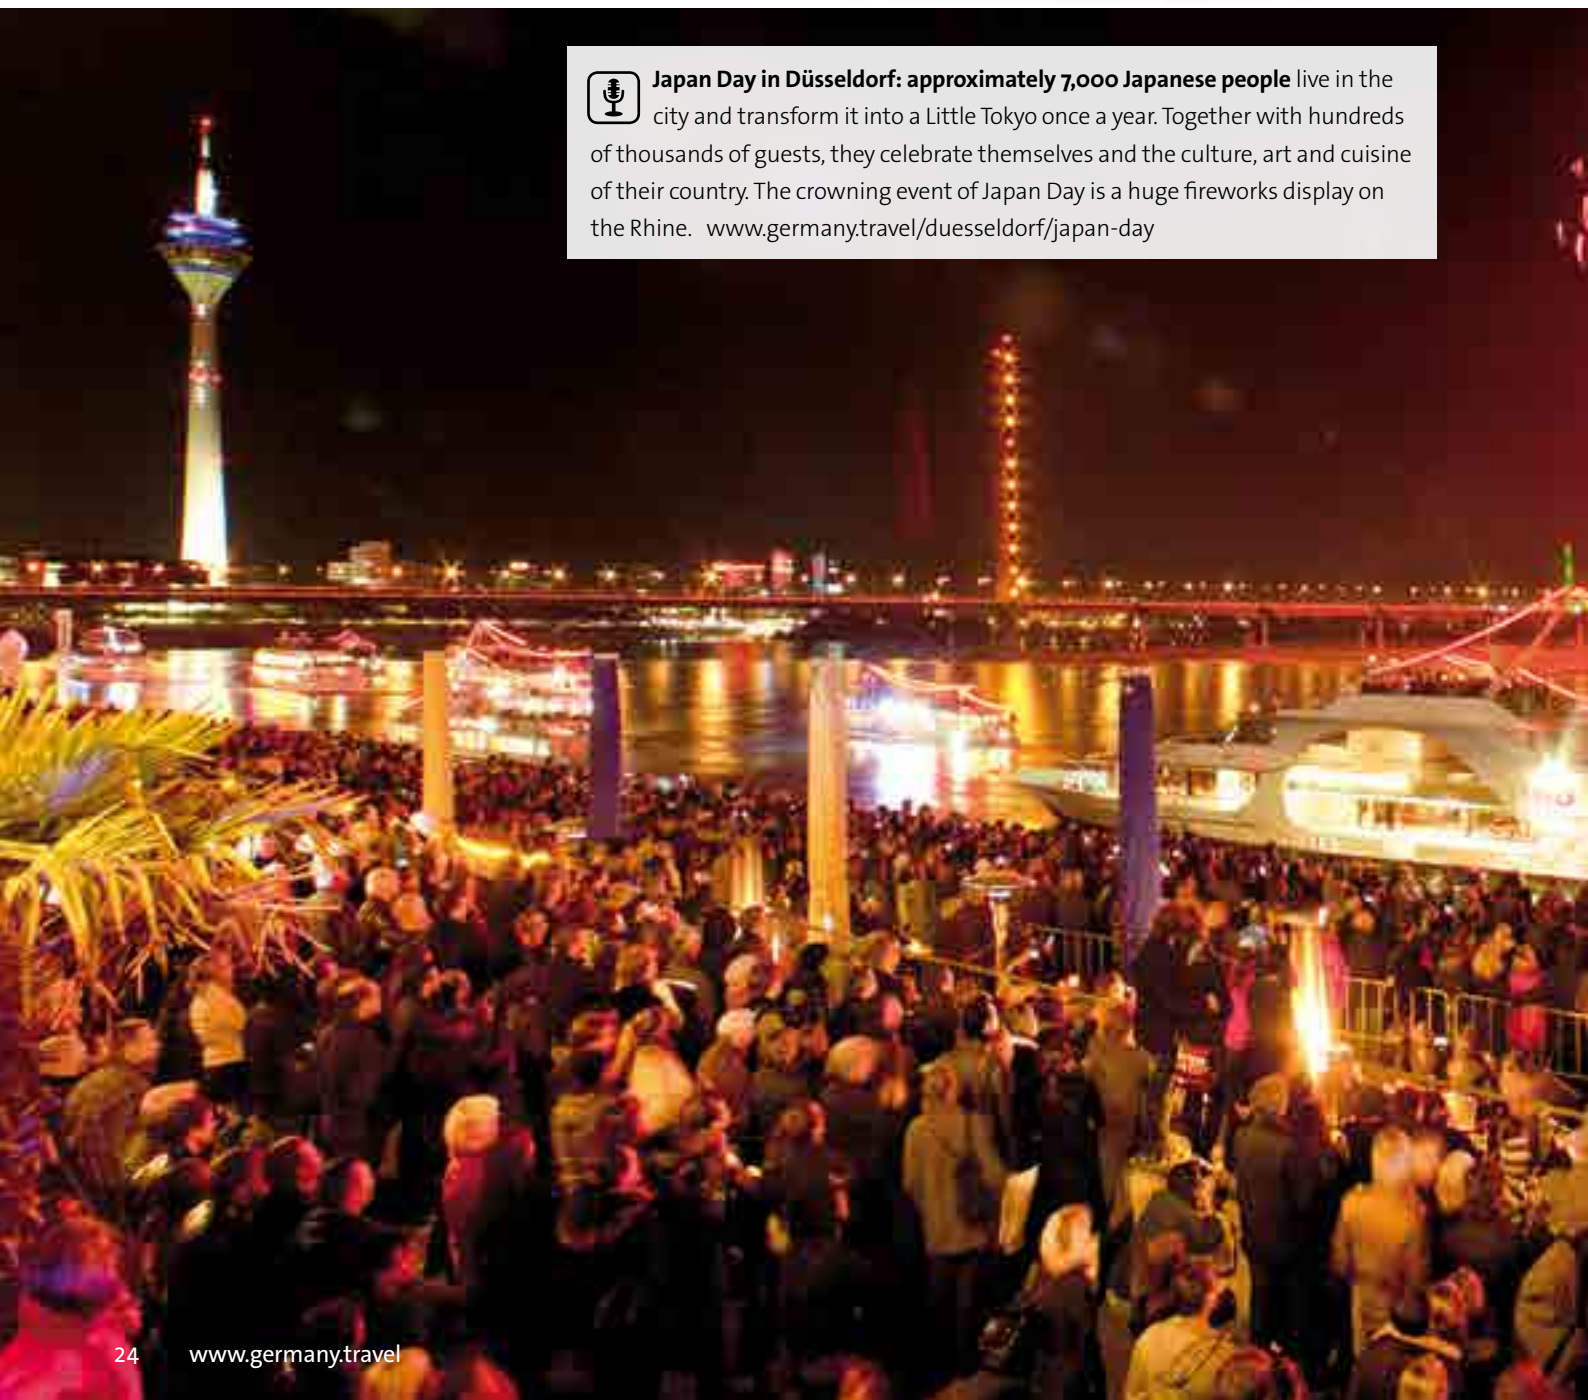 Japan Day in Düsseldorf: approximately 7,000 Japanese people live in the
city and transform it into a Little Tokyo once a year. Together with hundreds
of thousands of guests, they celebrate themselves and the culture, art and cuisine
of their country. The crowning event of Japan Day is a huge fireworks display on
the Rhine. www.germany.travel/duesseldorf/japan-day
24 www.germany.travel